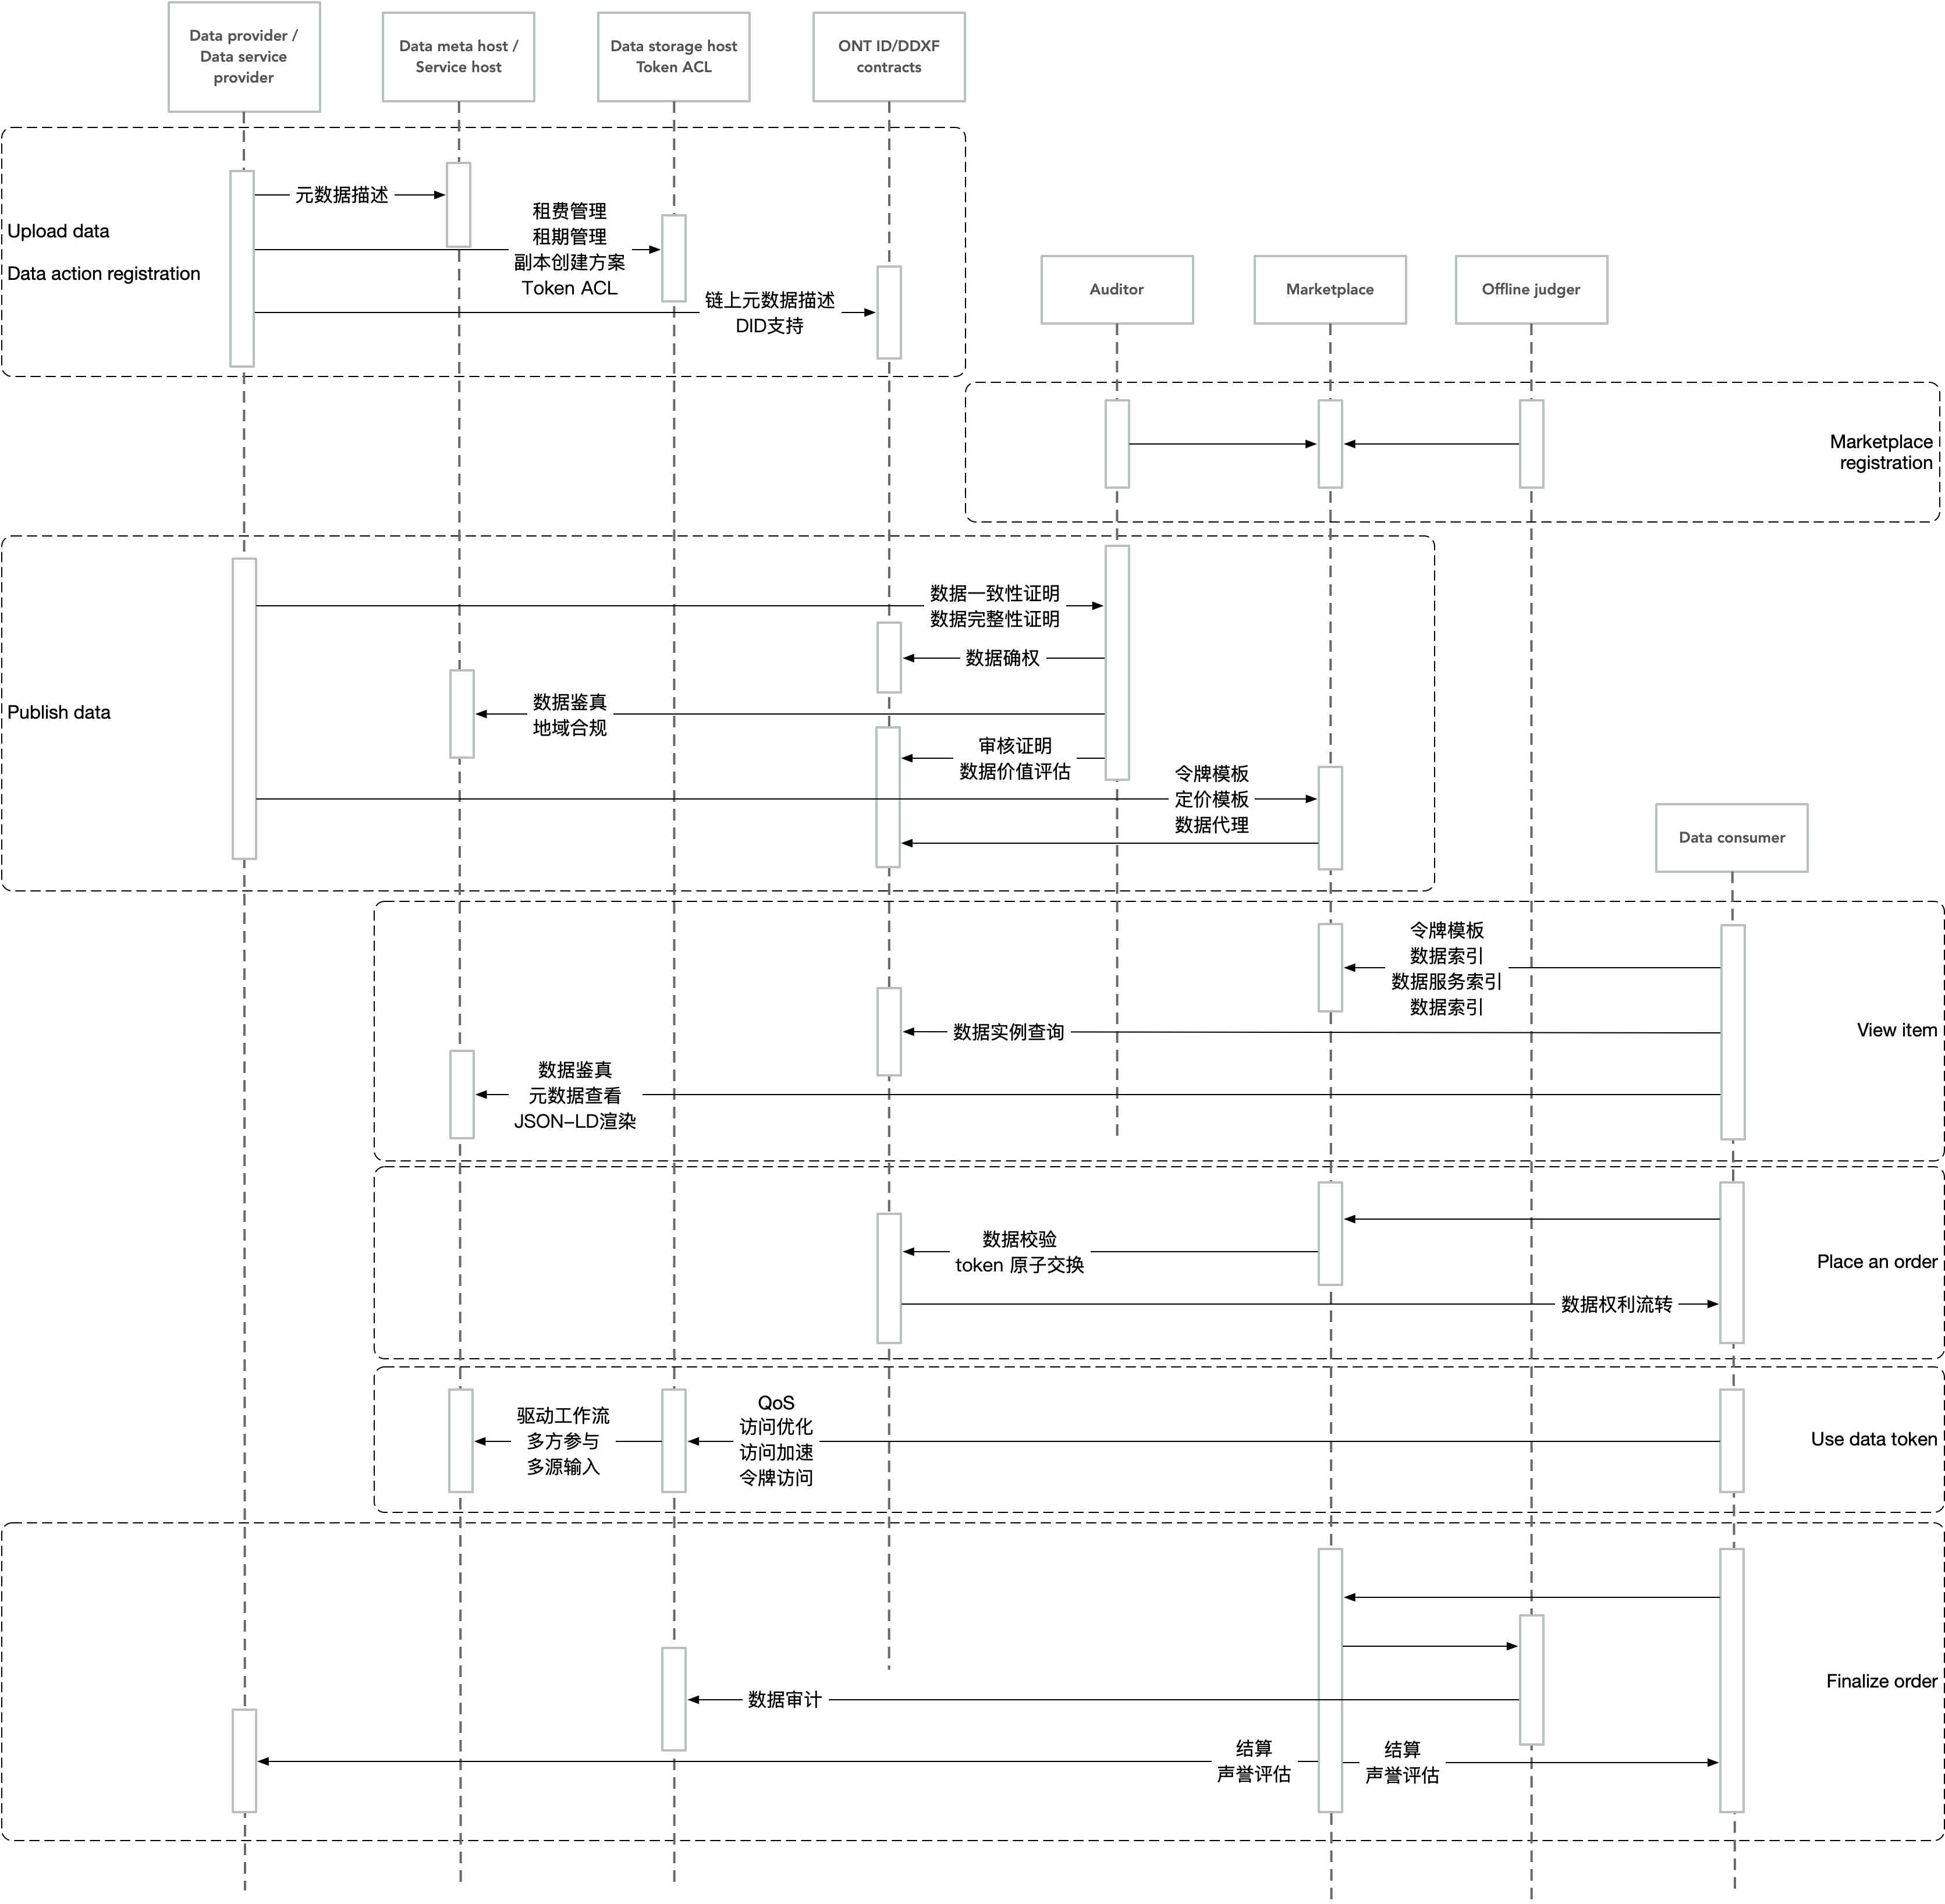 Data provider /
Data service
provider
Data meta host /
Service host
Data storage host
Token ACL
ONT ID/DDXF
contracts
Upload data
Data action registration
元数据描述
租费管理
租期管理
副本创建方案
Token ACL
链上元数据描述
DID支持
Auditor
Marketplace
Offline judger
Marketplace
registration
Publish data
数据一致性证明
数据完整性证明
数据确权
数据鉴真
地域合规
审核证明
数据价值评估
令牌模板
定价模板
数据代理
Data consumer
令牌模板
数据索引
数据服务索引
数据索引
数据实例查询
View item
数据鉴真
元数据查看
JSON-LD渲染
数据校验
token 原子交换
Place an order
数据权利流转
驱动工作流
多方参与
多源输入
QoS
访问优化
访问加速
令牌访问
Use data token
Finalize order
数据审计
结算
声誉评估
结算
声誉评估